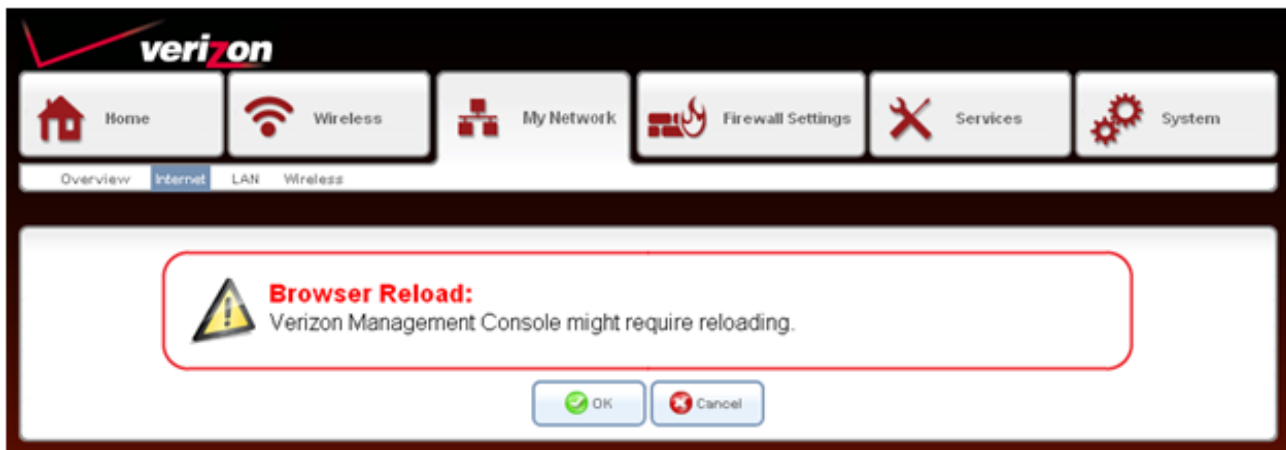 verizon
Home Wireless My Network Firewall Settings Services System
Overview Internet LAN Wireless
Browser Reload:
Verizon Management Console might require reloading.
OK Cancel